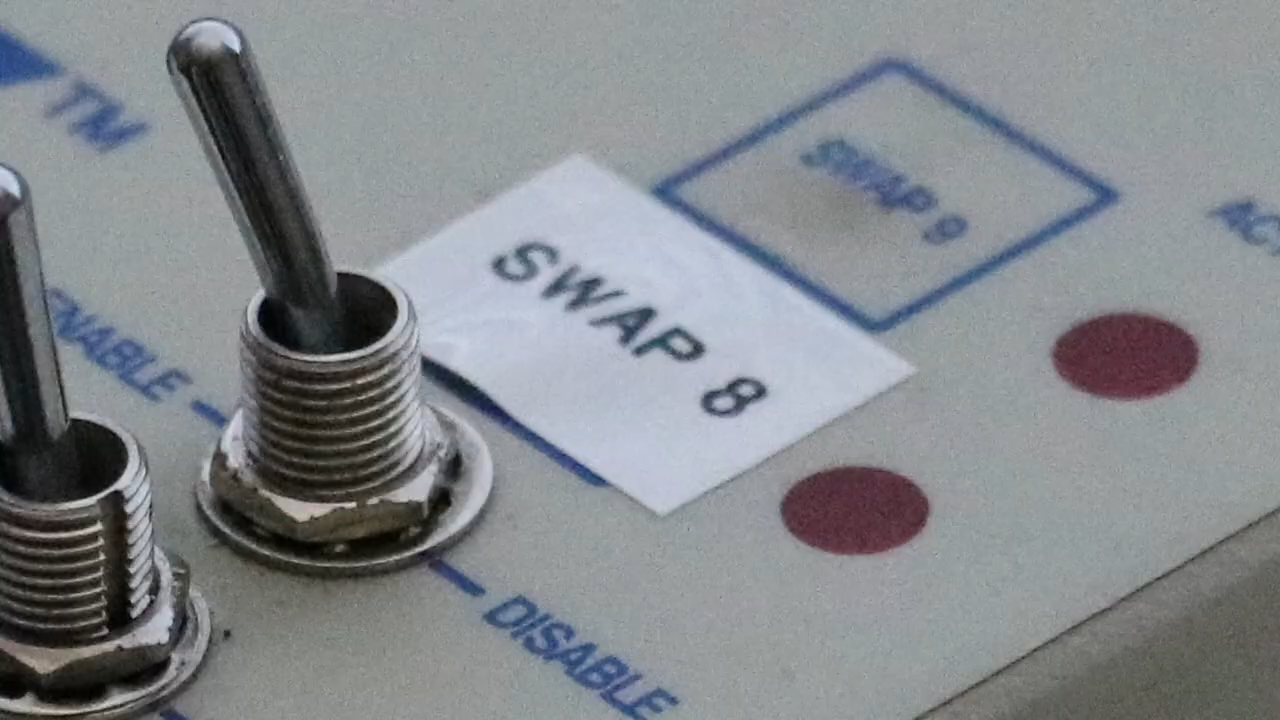 TM
SWAP 9
SWAP 8
ENABLE
DISABLE